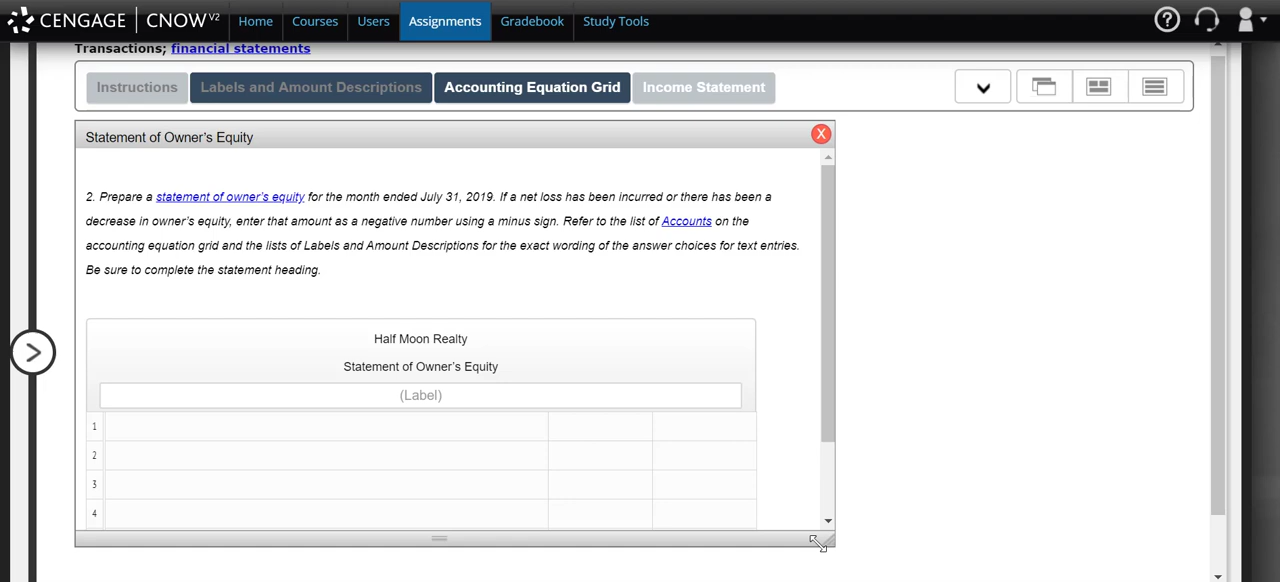 CENGAGE | CNOWv2
Home
Courses
Users
Assignments
Gradebook
Study Tools
Transactions; financial statements
Instructions
Labels and Amount Descriptions
Accounting Equation Grid
Income Statement
Statement of Owner's Equity
X
2. Prepare a statement of owner's equity for the month ended July 31, 2019. If a net loss has been incurred or there has been a
decrease in owner's equity, enter that amount as a negative number using a minus sign. Refer to the list of Accounts on the
accounting equation grid and the lists of Labels and Amount Descriptions for the exact wording of the answer choices for text entries.
Be sure to complete the statement heading.
Half Moon Realty
Statement of Owner's Equity
(Label)
1
2
3
4